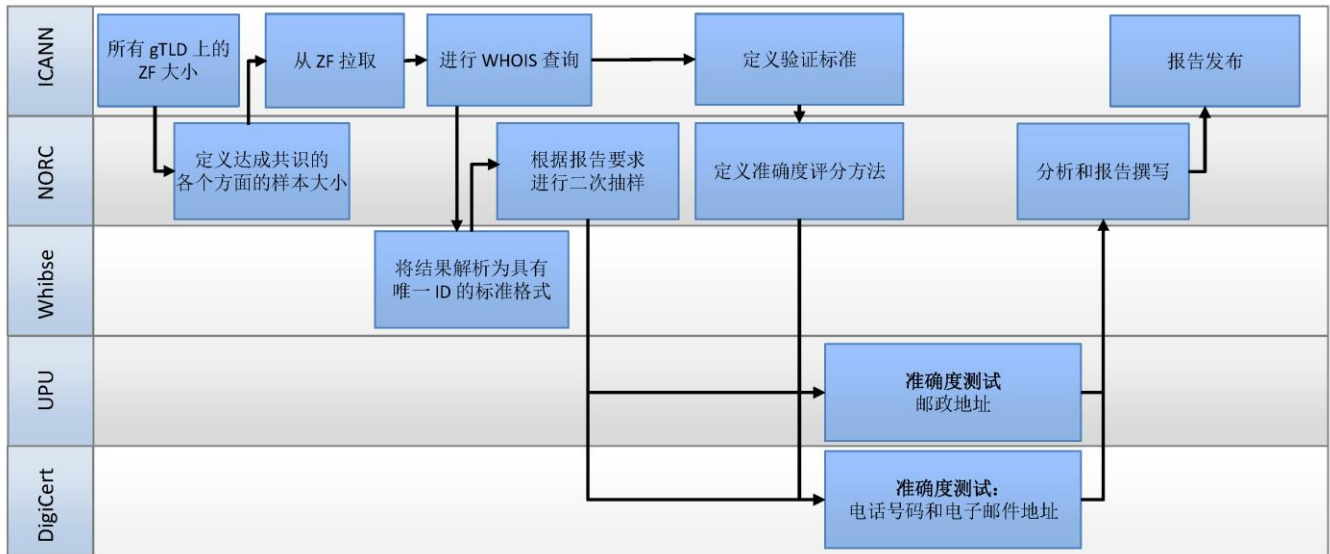 ICANN
所有 gTLD 上的
ZF 大小
从 ZF 拉取
进行 WHOIS 查询
定义验证标准
报告发布
NORC
定义达成共识的
各个方面的样本大小
根据报告要求
进行二次抽样
定义准确度评分方法
分析和报告撰写
Whibse
将结果解析为具有
唯一 ID 的标准格式
UPU
准确度测试
邮政地址
DigiCert
准确度测试：
电话号码和电子邮件地址